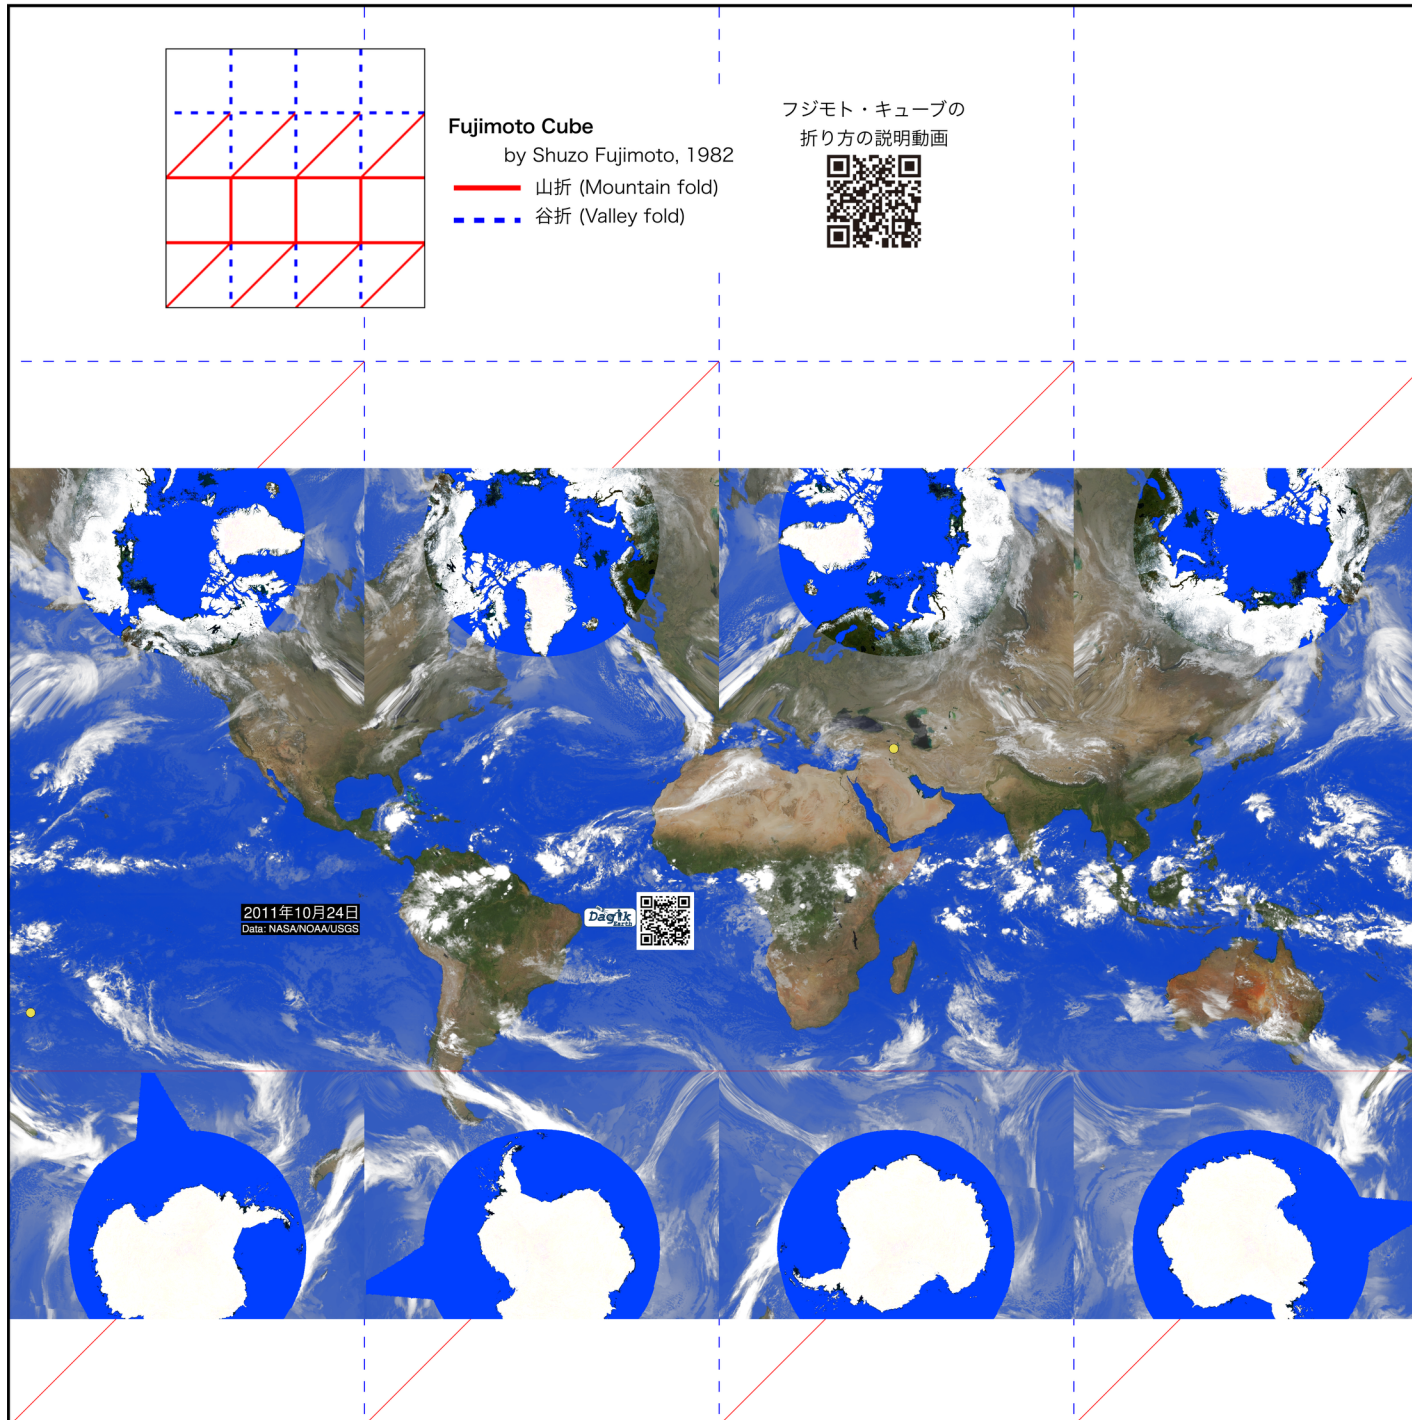 Fujimoto Cube
by Shuzo Fujimoto, 1982
山折 (Mountain fold)
谷折 (Valley fold)
フジモト・キューブの
折り方の説明動画
2011年10月24日
Data: NASA/NOAA/USGS
Dagik
Earth